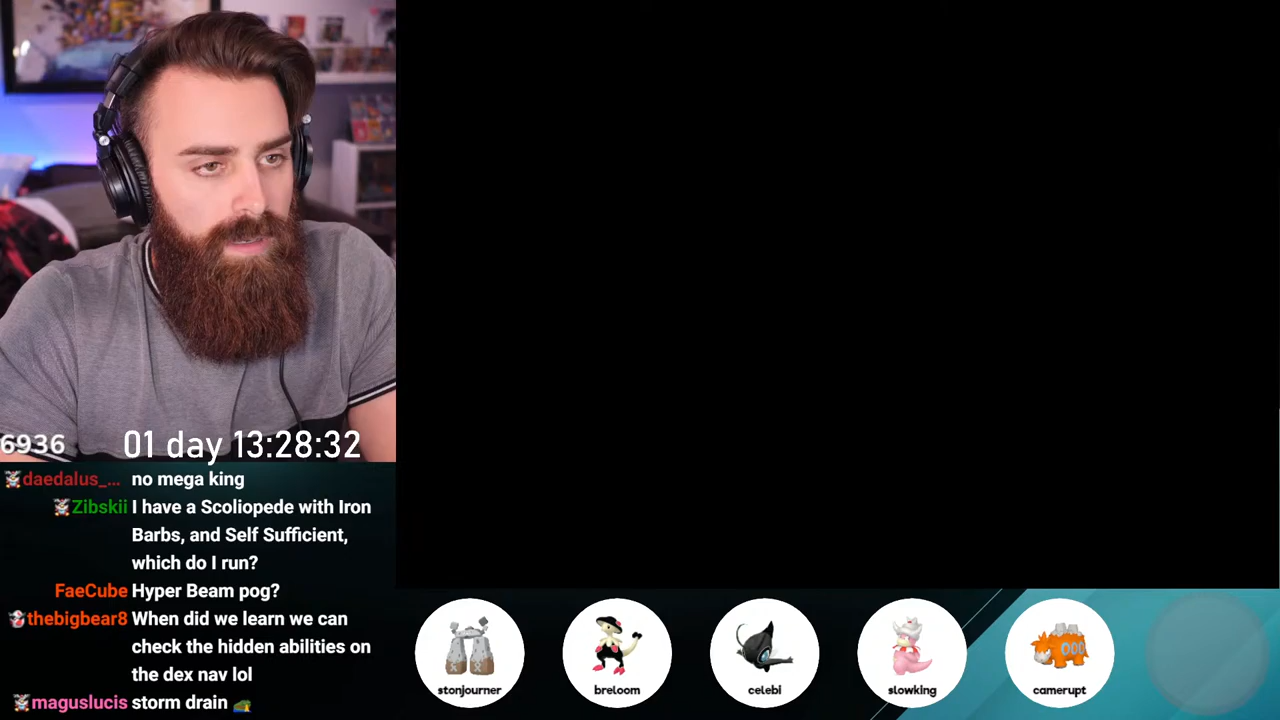 6936 01 day 13:28:32
daedalus_... no mega king
Zibskii I have a Scoliopede with Iron
Barbs, and Self Sufficient,
which do I run?
FaeCube Hyper Beam pog?
thebigbear8 When did we learn we can
check the hidden abilities on
the dex nav lol
maguslucis storm drain
stonjourner breloom celebi slowking camerupt